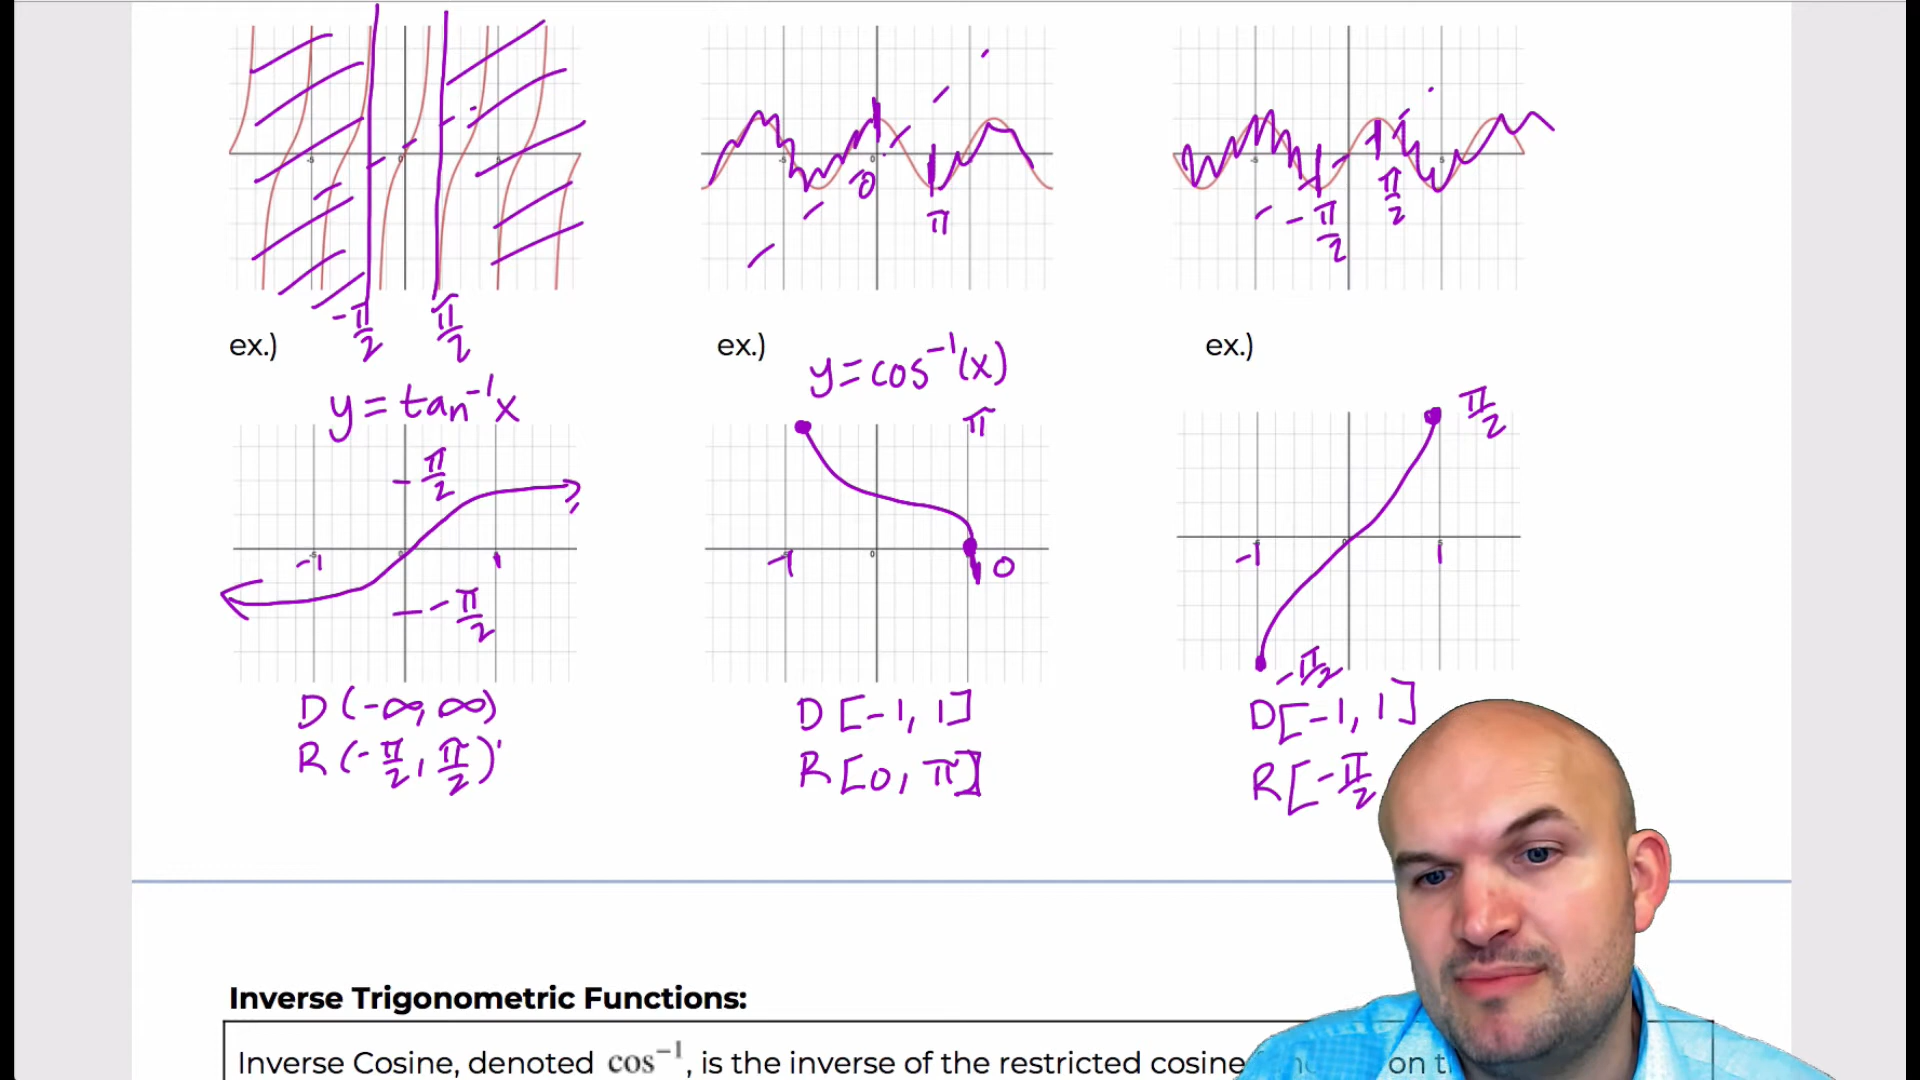 0
π
-π/2
π/2
-π/2
π/2
ex.)
ex.)
ex.)
y = cos⁻¹(x)
y = tan⁻¹x
π
π/2
-π/2
-1
1
-π/2
-1
0
0
-1
1
-π/2
D (-∞, ∞)
D [-1, 1]
D[-1, 1]
R (-π/2, π/2)
R [0, π]
R [-π/2
Inverse Trigonometric Functions:
Inverse Cosine, denoted cos⁻¹, is the inverse of the restricted cosine on t